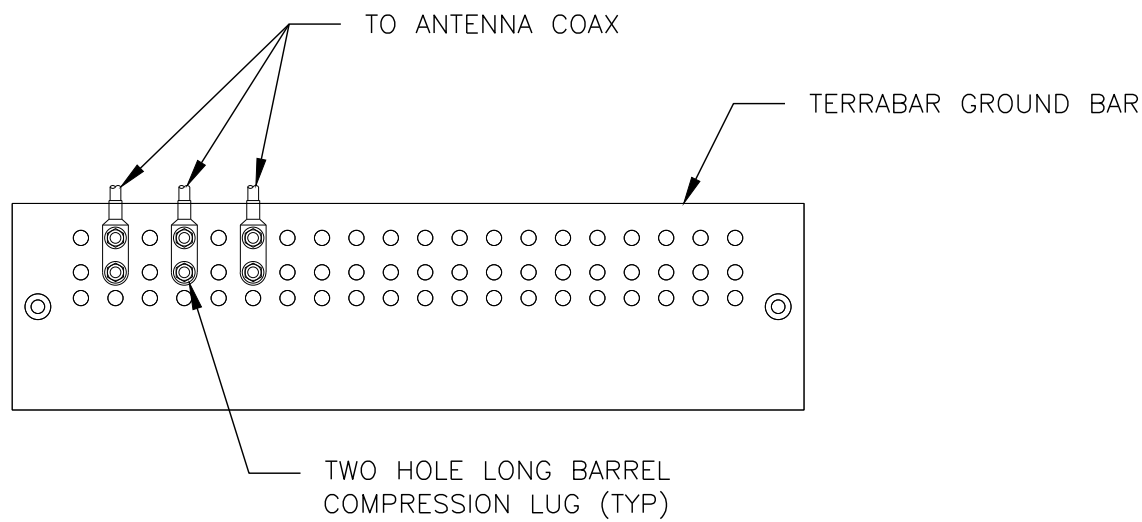 TO ANTENNA COAX
TERRABAR GROUND BAR
TWO HOLE LONG BARREL
COMPRESSION LUG (TYP)